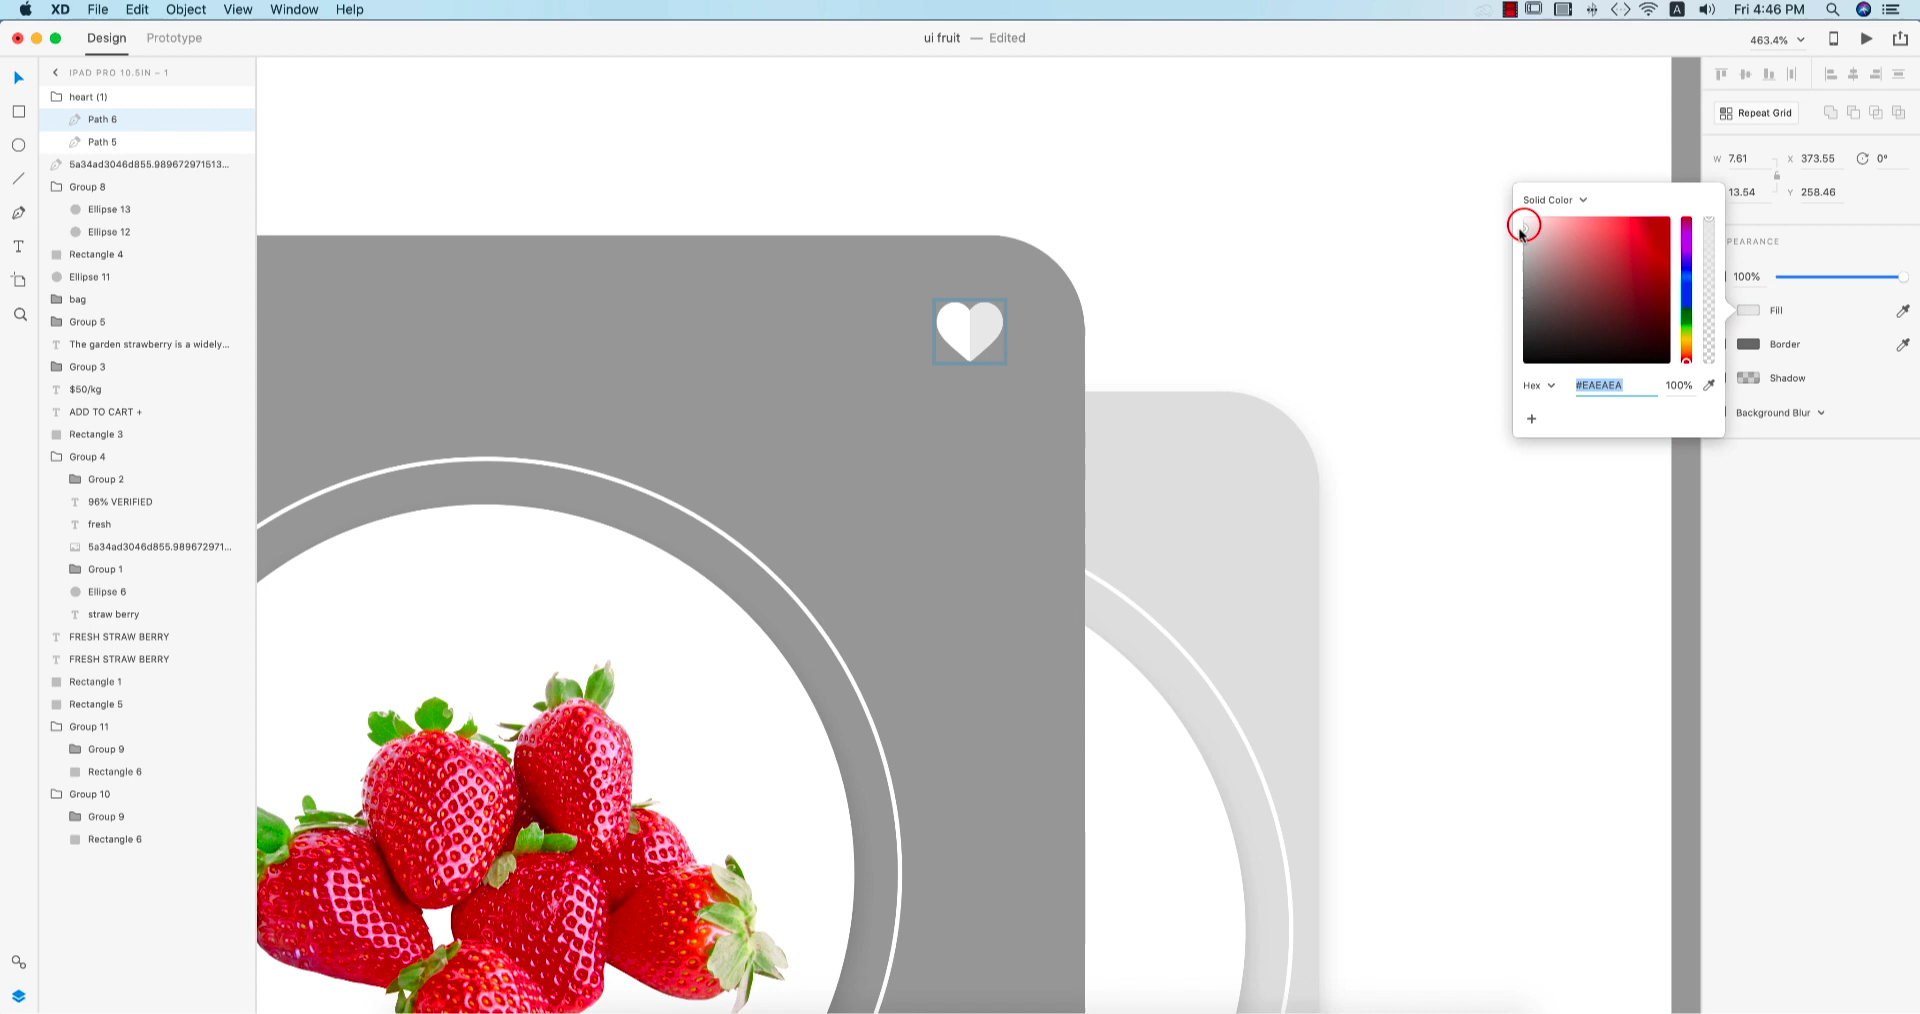 XD File Edit Object View Window Help
A Fri 4:46 PM
Design Prototype
ui fruit — Edited
463.4%
IPAD PRO 10.5IN – 1
heart (1)
Path 6
Path 5
5a34ad3046d855.989672971513...
Group 8
Ellipse 13
Ellipse 12
Rectangle 4
Ellipse 11
bag
Group 5
The garden strawberry is a widely...
Group 3
$50/kg
ADD TO CART +
Rectangle 3
Group 4
Group 2
96% VERIFIED
fresh
5a34ad3046d855.989672971...
Group 1
Ellipse 6
straw berry
FRESH STRAW BERRY
FRESH STRAW BERRY
Rectangle 1
Rectangle 5
Group 11
Group 9
Rectangle 6
Group 10
Group 9
Rectangle 6
Solid Color
Hex #EAEAEA 100%
+
Repeat Grid
W 7.61 X 373.55 0°
13.54 Y 258.46
PEARANCE
100%
Fill
Border
Shadow
Background Blur